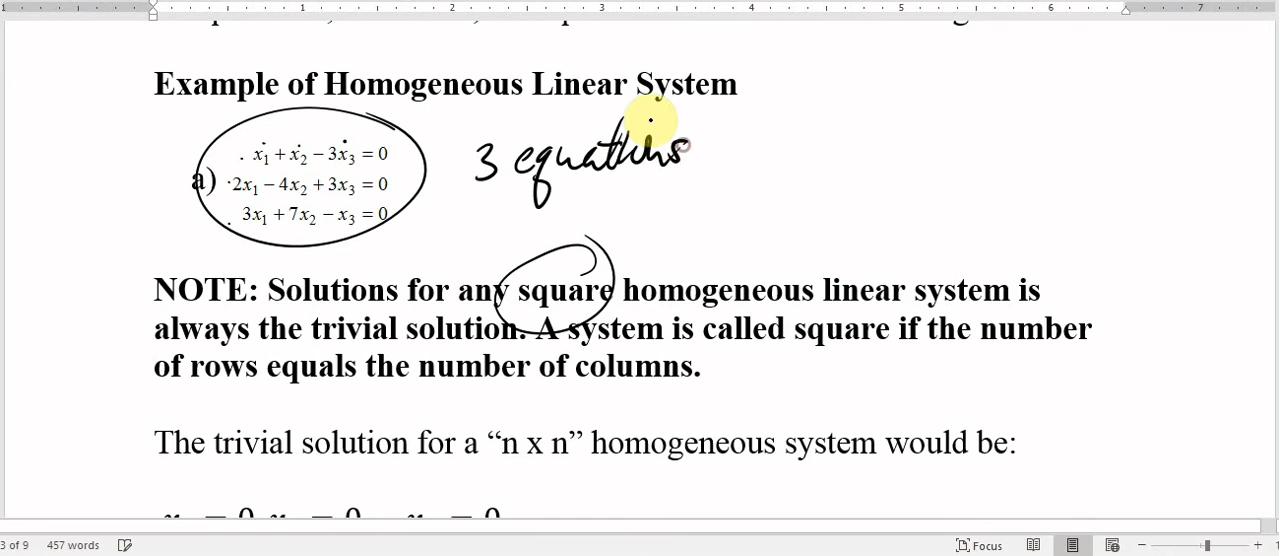 Example of Homogeneous Linear System
x₁ + x₂ − 3x₃ = 0
3 equations
a) 2x₁ − 4x₂ + 3x₃ = 0
3x₁ + 7x₂ − x₃ = 0
NOTE: Solutions for any square homogeneous linear system is
always the trivial solution. A system is called square if the number
of rows equals the number of columns.
The trivial solution for a “n x n” homogeneous system would be:
3 of 9 457 words Focus